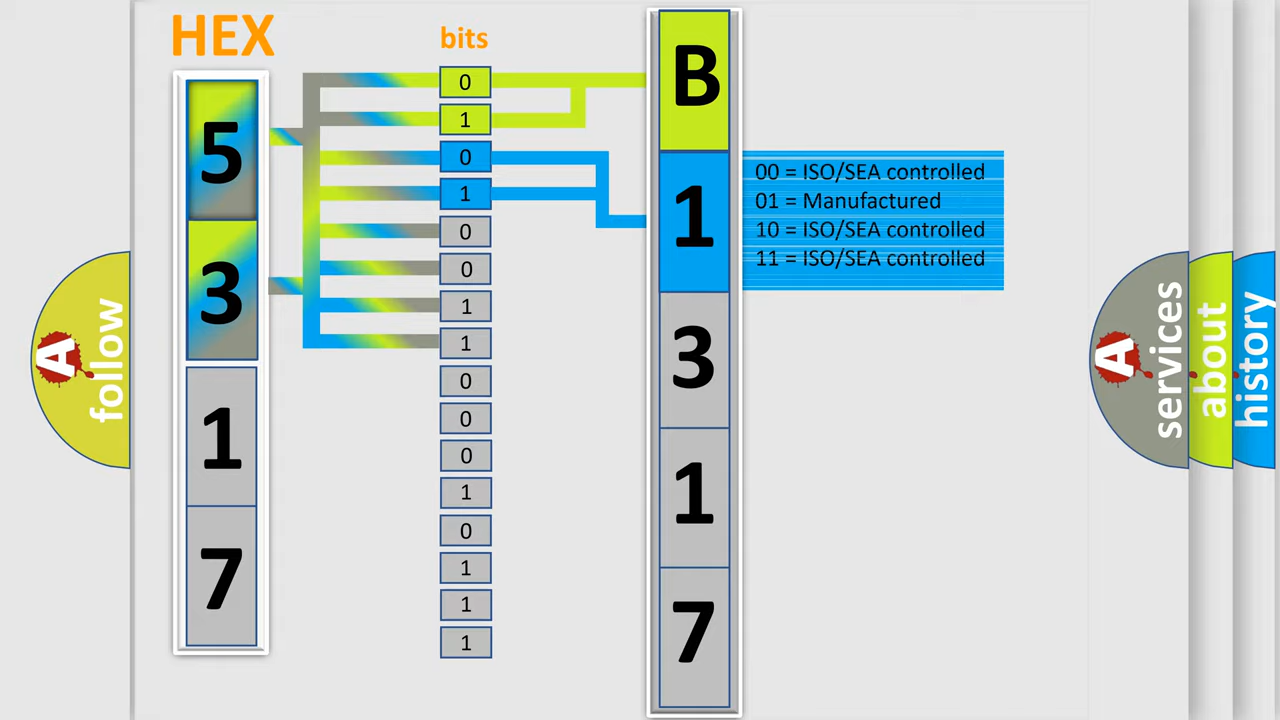 HEX
bits
5
3
1
7
0
1
0
1
0
0
1
1
0
0
0
1
0
1
1
1
B
1
3
1
7
00 = ISO/SEA controlled
01 = Manufactured
10 = ISO/SEA controlled
11 = ISO/SEA controlled
A follow
A services
about
history